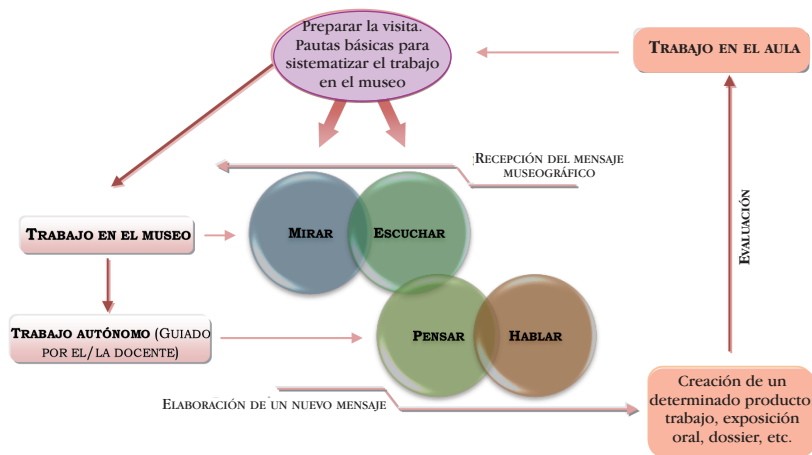 Preparar la visita.
Pautas básicas para
sistematizar el trabajo
en el museo
TRABAJO EN EL AULA
RECEPCIÓN DEL MENSAJE
MUSEOGRÁFICO
TRABAJO EN EL MUSEO
MIRAR
ESCUCHAR
EVALUACIÓN
TRABAJO AUTÓNOMO (GUIADO
POR EL/LA DOCENTE)
PENSAR
HABLAR
ELABORACIÓN DE UN NUEVO MENSAJE
Creación de un
determinado producto
trabajo, exposición
oral, dossier, etc.